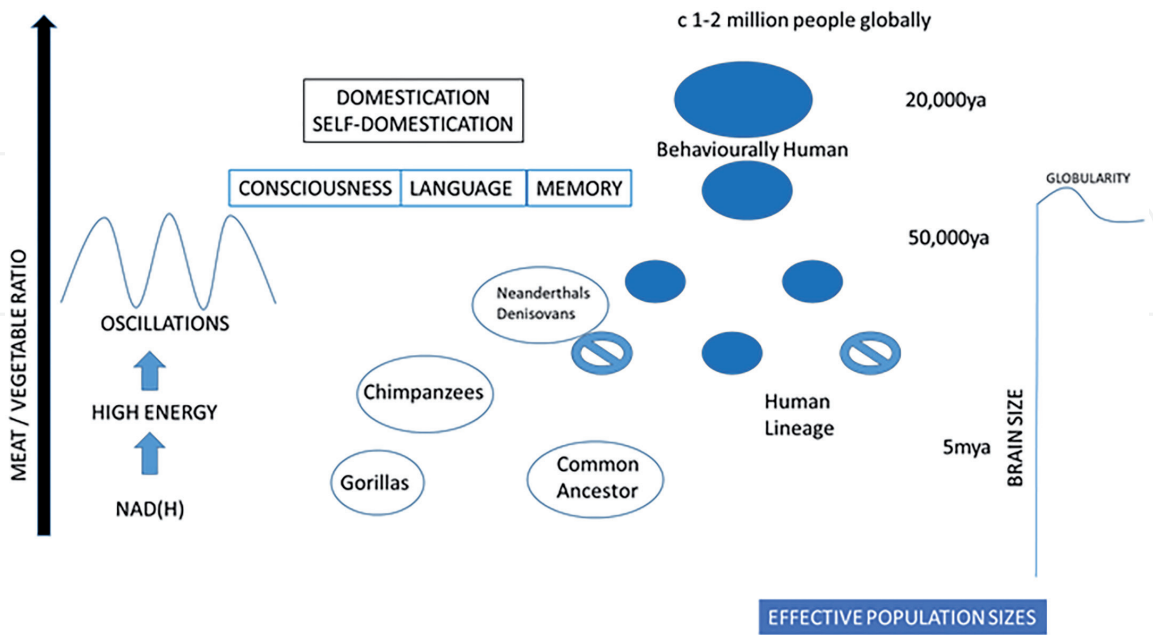 c 1-2 million people globally
DOMESTICATION
SELF-DOMESTICATION
20,000ya
Behaviourally Human
CONSCIOUSNESS
LANGUAGE
MEMORY
GLOBULARITY
50,000ya
MEAT / VEGETABLE RATIO
Neanderthals
Denisovans
OSCILLATIONS
Chimpanzees
HIGH ENERGY
Human
Lineage
BRAIN SIZE
5mya
Common
Ancestor
Gorillas
NAD(H)
EFFECTIVE POPULATION SIZES